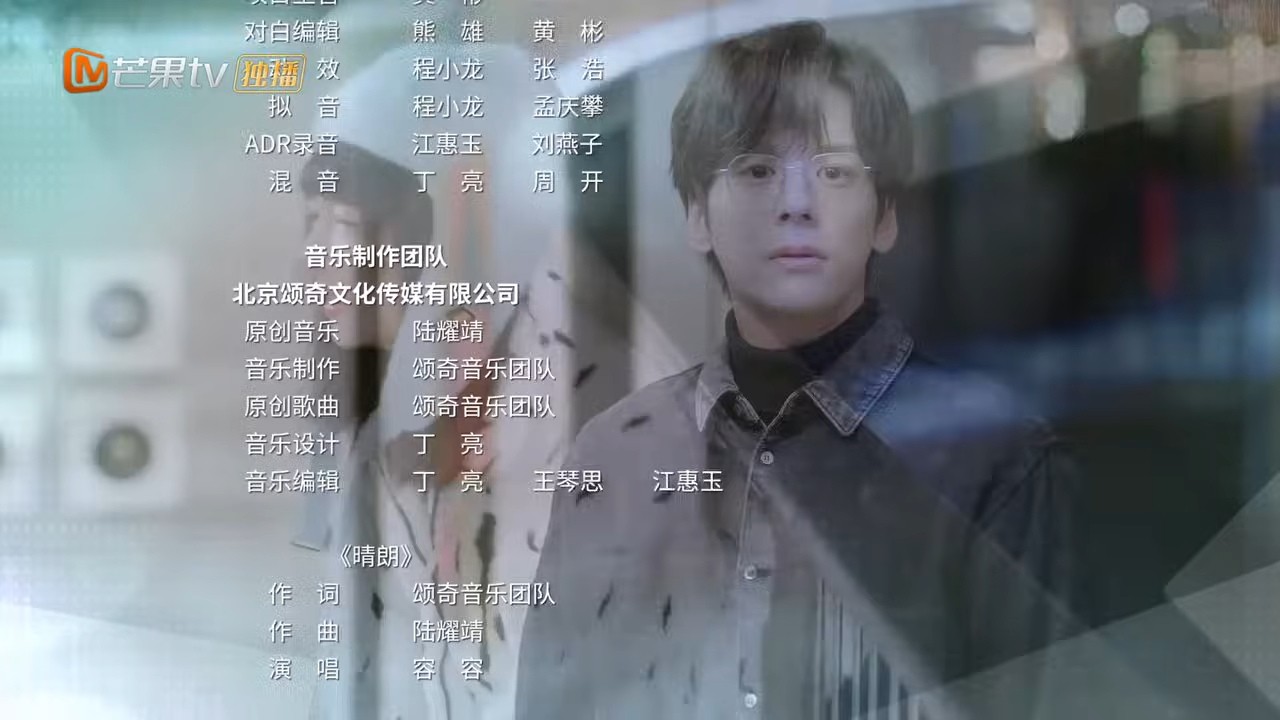 对白编辑 熊 雄 黄 彬
芒果tv 独播
效 程小龙 张 浩
拟 音 程小龙 孟庆攀
ADR录音 江惠玉 刘燕子
混 音 丁 亮 周 开
音乐制作团队
北京颂奇文化传媒有限公司
原创音乐 陆耀靖
音乐制作 颂奇音乐团队
原创歌曲 颂奇音乐团队
音乐设计 丁 亮
音乐编辑 丁 亮 王琴思 江惠玉
《晴朗》
作 词 颂奇音乐团队
作 曲 陆耀靖
演 唱 容 容